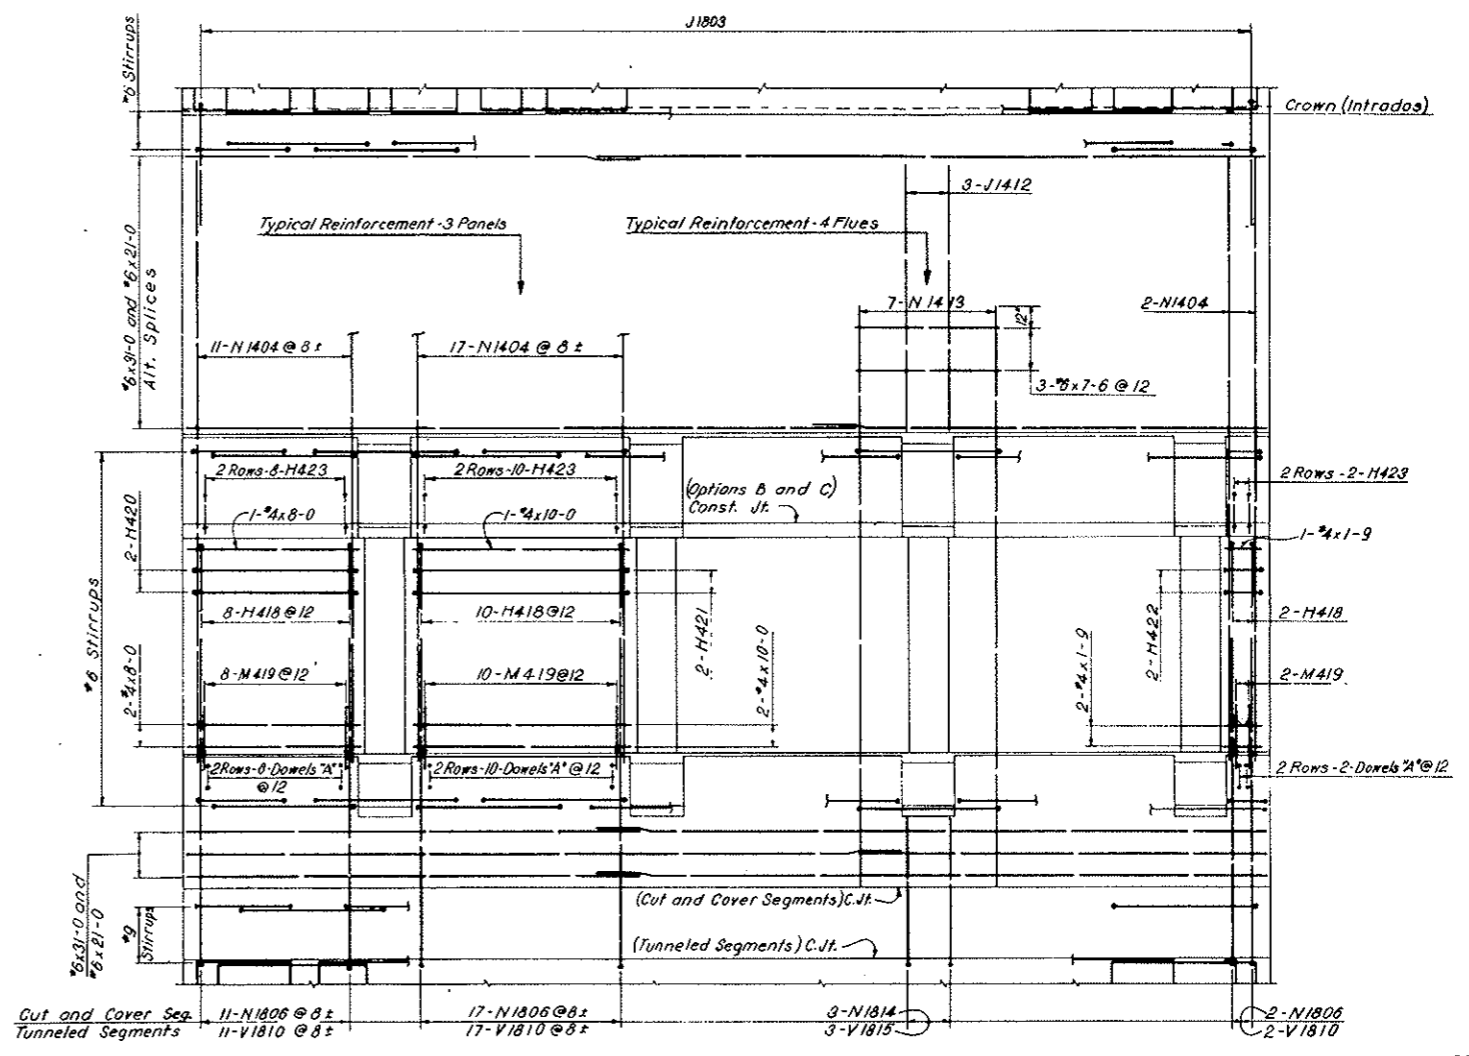 J1803
#6 Stirrups
Crown (Intrados)
3-J1412
Typical Reinforcement-3 Panels
Typical Reinforcement-4 Flues
#6x31-0 and #6x21-0
Alt. Splices
7-N1413
2-N1404
12"
11-N1404 @ 8±
17-N1404 @ 8±
3-#6x7-6 @ 12
2 Rows-8-H423
2 Rows-10-H423
2 Rows-2-H423
(Options B and C)
Const. Jt.
1-#4x8-0
1-#4x10-0
1-#4x1-9
2-H420
8-H418 @ 12
10-H418 @ 12
2-H421
2-H422
2-H418
#6 Stirrups
2-#4x8-0
8-M419 @ 12
10-M419 @ 12
2-#4x10-0
2-#4x1-9
2-M419
2 Rows-8-Dowels "A"
@ 12
2 Rows-10-Dowels "A" @ 12
2 Rows-2-Dowels "A" @ 12
#6x31-0 and
#6x21-0
#9
Stirrups
(Cut and Cover Segments) C.Jt.
(Tunneled Segments) C.Jt.
Cut and Cover Seg. 11-N1806 @ 8± 17-N1806 @ 8± 3-N1814 2-N1806
Tunneled Segments 11-V1810 @ 8± 17-V1810 @ 8± 3-V1815 2-V1810